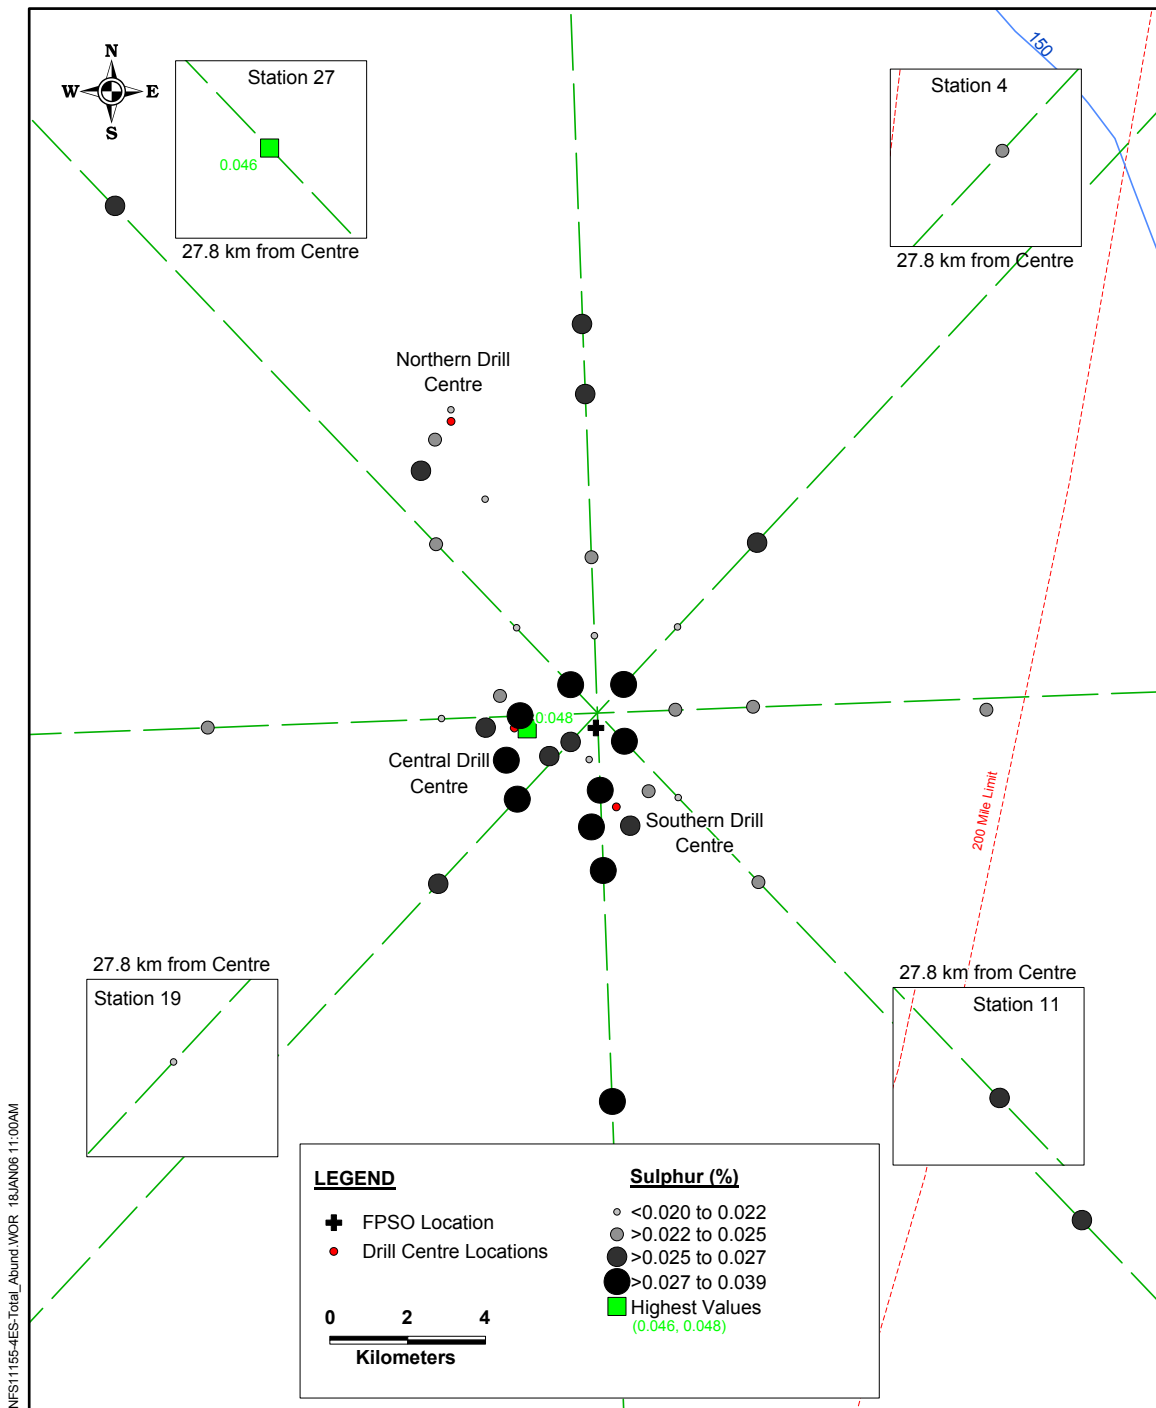 N
W E
S
Station 27
0.046
27.8 km from Centre
Station 4
27.8 km from Centre
150
Northern Drill
Centre
0.048
Central Drill
Centre
Southern Drill
Centre
200 Mile Limit
27.8 km from Centre
Station 19
27.8 km from Centre
Station 11
LEGEND
FPSO Location
Drill Centre Locations
0 2 4
Kilometers
Sulphur (%)
<0.020 to 0.022
>0.022 to 0.025
>0.025 to 0.027
>0.027 to 0.039
Highest Values
(0.046, 0.048)
NFS11155-4ES-Total_Abund.WOR 18JAN06 11:00AM